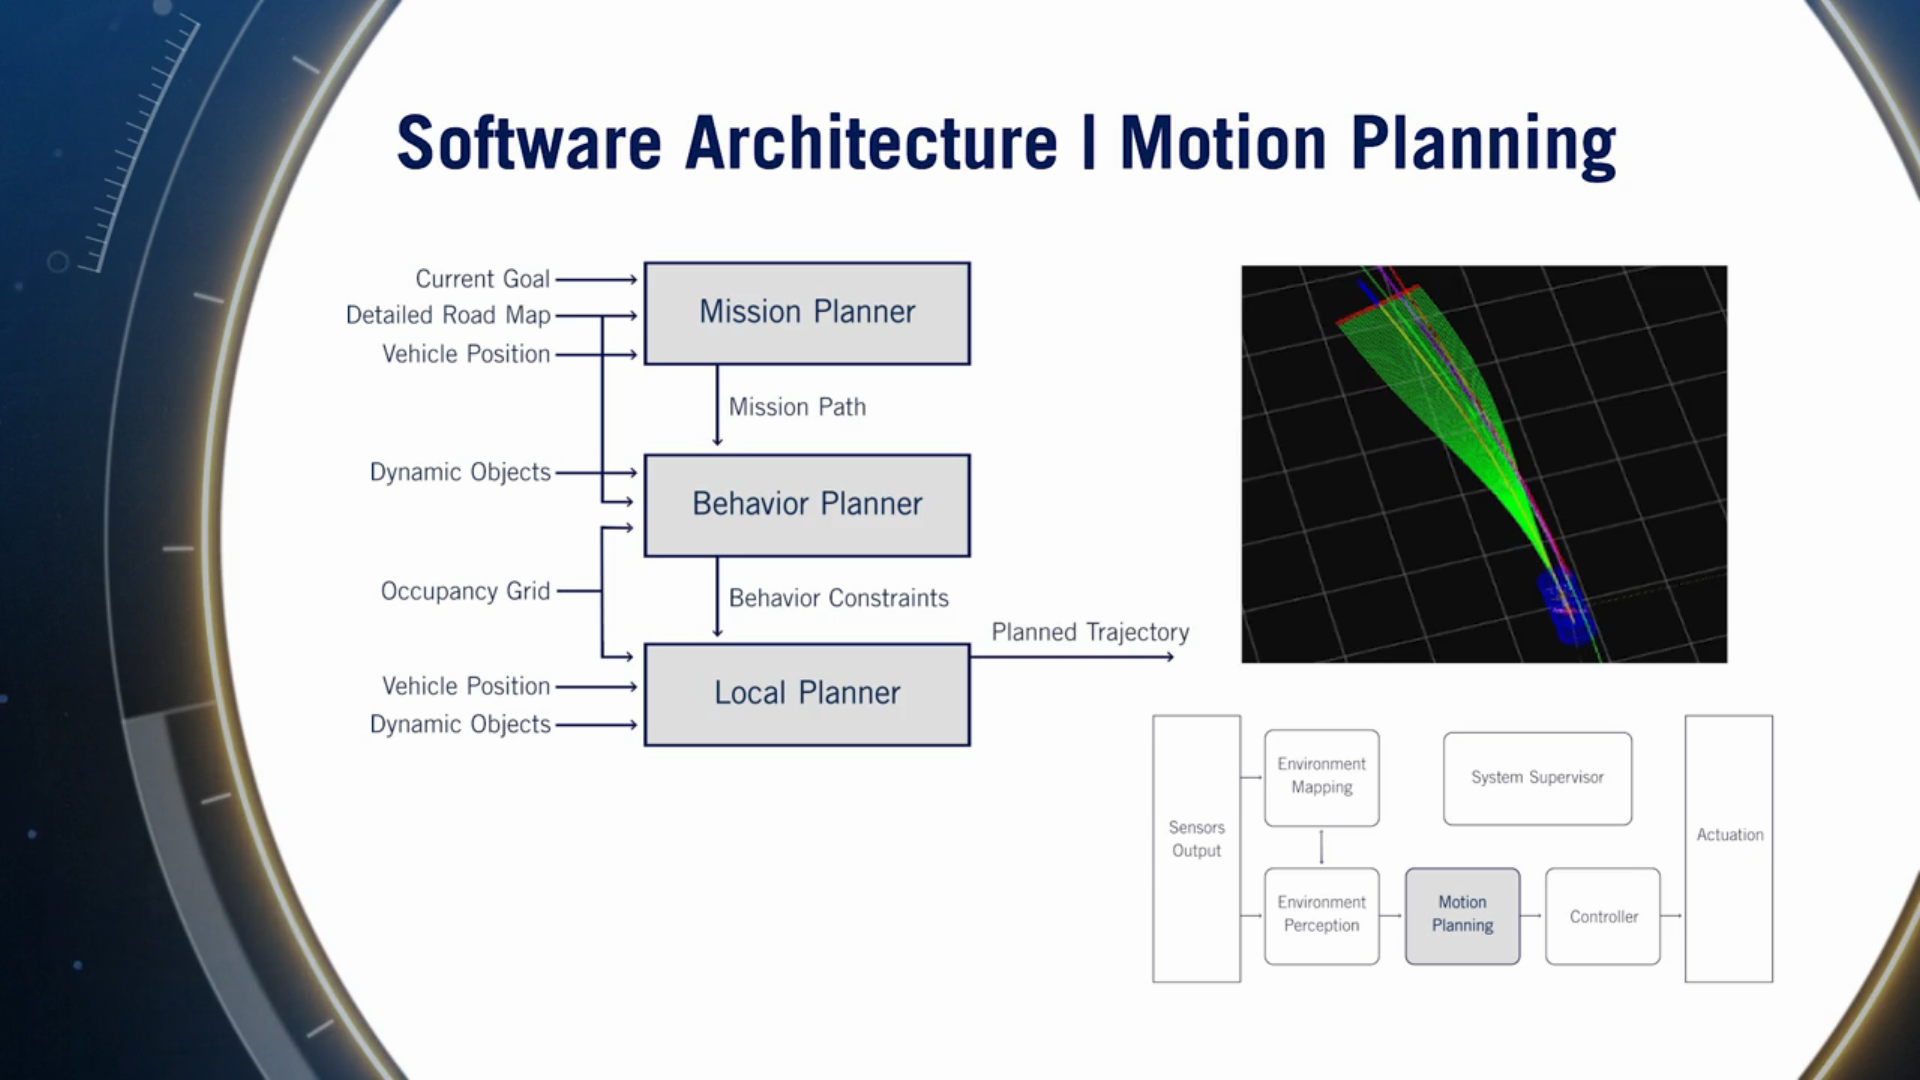 Software Architecture | Motion Planning
Current Goal
Detailed Road Map
Vehicle Position
Mission Planner
Mission Path
Dynamic Objects
Behavior Planner
Occupancy Grid
Behavior Constraints
Planned Trajectory
Vehicle Position
Dynamic Objects
Local Planner
Sensors
Output
Environment
Mapping
System Supervisor
Actuation
Environment
Perception
Motion
Planning
Controller